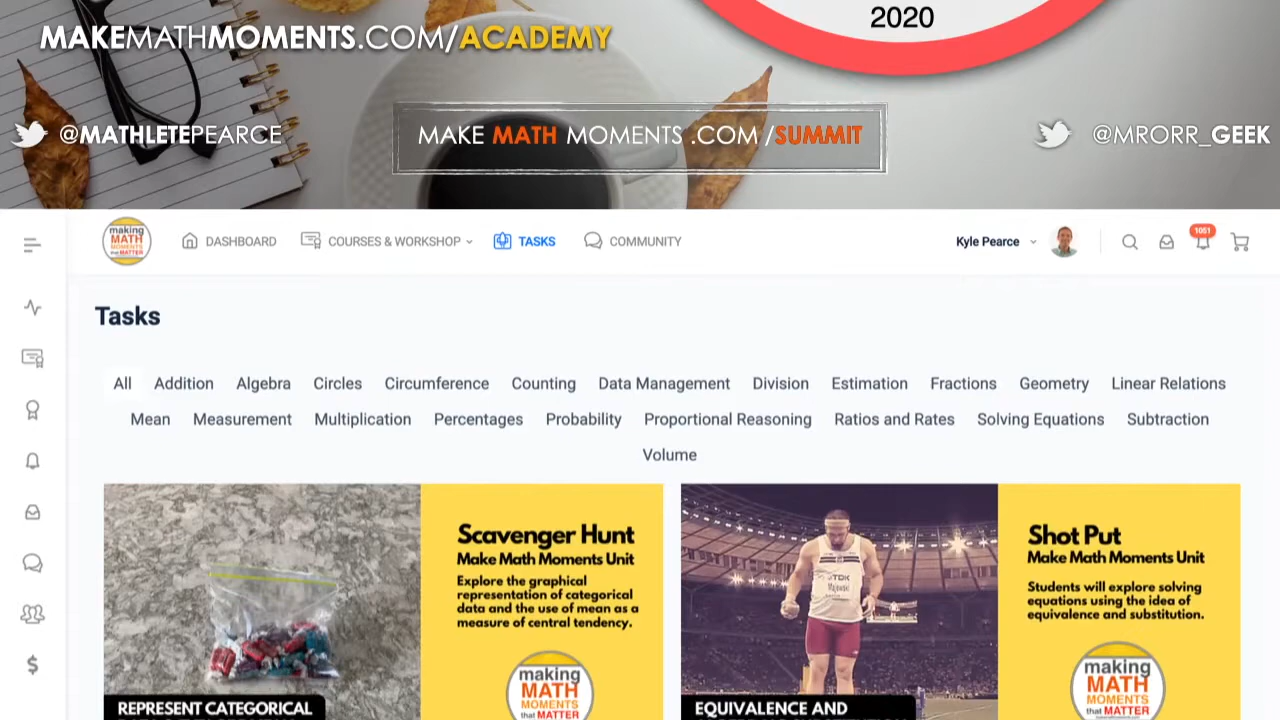 2020
MAKEMATHMOMENTS.COM/ACADEMY
@MATHLETEPEARCE
MAKE MATH MOMENTS .COM /SUMMIT
@MRORR_GEEK
making
MATH
MOMENTS
that MATTER
DASHBOARD
COURSES & WORKSHOP
TASKS
COMMUNITY
Kyle Pearce
1051
Tasks
All Addition Algebra Circles Circumference Counting Data Management Division Estimation Fractions Geometry Linear Relations
Mean Measurement Multiplication Percentages Probability Proportional Reasoning Ratios and Rates Solving Equations Subtraction
Volume
Scavenger Hunt
Make Math Moments Unit
Explore the graphical
representation of categorical
data and the use of mean as a
measure of central tendency.
making
MATH
MOMENTS
that MATTER
REPRESENT CATEGORICAL
TDK
Majewski
Shot Put
Make Math Moments Unit
Students will explore solving
equations using the idea of
equivalence and substitution.
making
MATH
MOMENTS
that MATTER
EQUIVALENCE AND